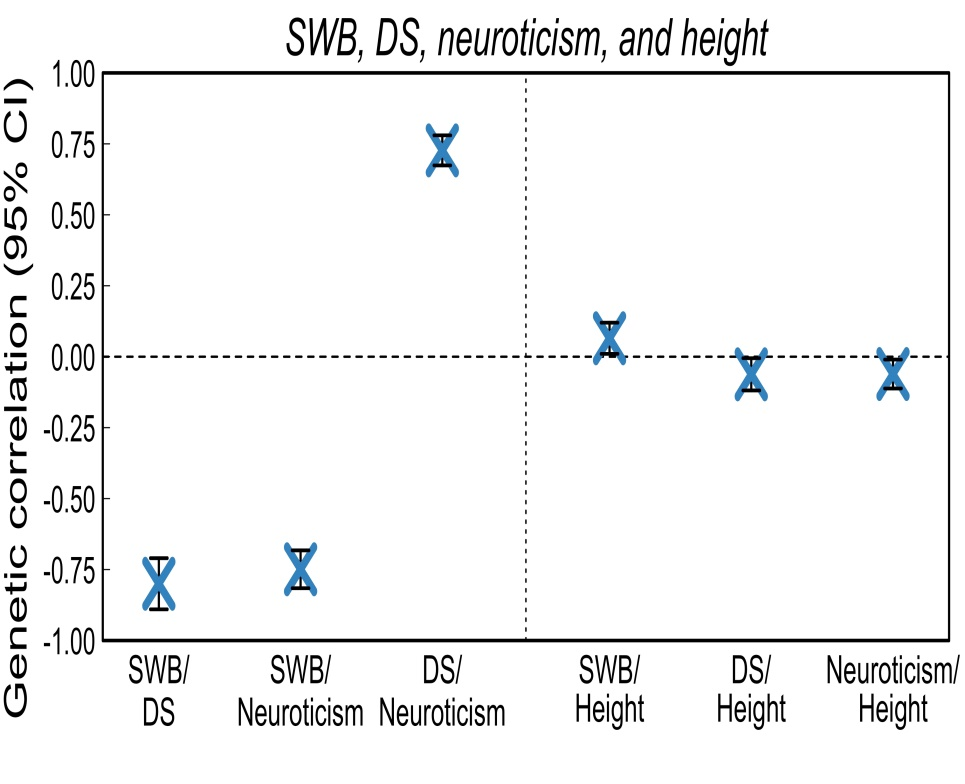 SWB, DS, neuroticism, and height
Genetic correlation (95% CI)
1.00
0.75
0.50
0.25
0.00
-0.25
-0.50
-0.75
-1.00
SWB/
DS
SWB/
Neuroticism
DS/
Neuroticism
SWB/
Height
DS/
Height
Neuroticism/
Height